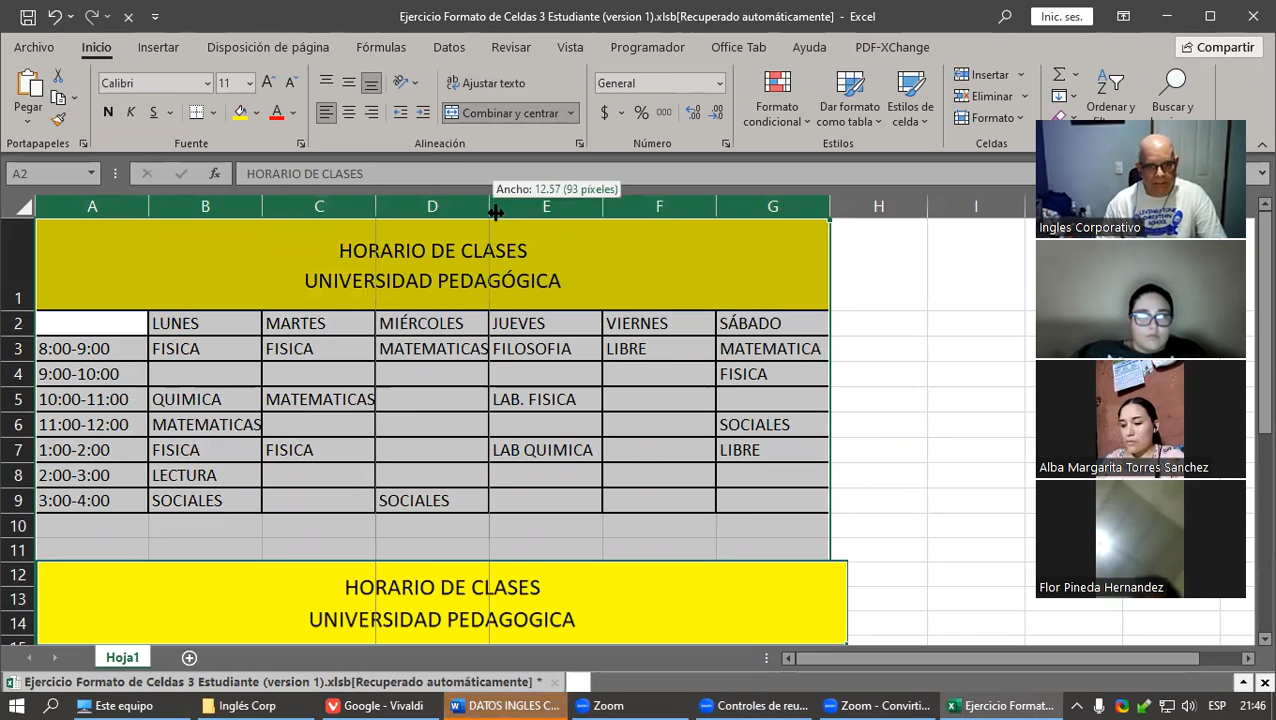 Ejercicio Formato de Celdas 3 Estudiante (version 1).xlsb[Recuperado automáticamente] - Excel
Inic. ses.
Archivo Inicio Insertar Disposición de página Fórmulas Datos Revisar Vista Programador Office Tab Ayuda PDF-XChange Compartir
Pegar
Calibri 11
N K S
Ajustar texto
Combinar y centrar
General
$ % 000
Formato condicional
Dar formato como tabla
Estilos de celda
Insertar
Eliminar
Formato
Ordenar y
Buscar y
Portapapeles Fuente Alineación Número Estilos Celdas
A2 fx HORARIO DE CLASES
Ancho: 12.57 (93 píxeles)
A B C D E F G H I
HORARIO DE CLASES
UNIVERSIDAD PEDAGÓGICA
1
2 LUNES MARTES MIÉRCOLES JUEVES VIERNES SÁBADO
3 8:00-9:00 FISICA FISICA MATEMATICAS FILOSOFIA LIBRE MATEMATICA
4 9:00-10:00 FISICA
5 10:00-11:00 QUIMICA MATEMATICAS LAB. FISICA
6 11:00-12:00 MATEMATICAS SOCIALES
7 1:00-2:00 FISICA FISICA LAB QUIMICA LIBRE
8 2:00-3:00 LECTURA
9 3:00-4:00 SOCIALES SOCIALES
10
11
12 HORARIO DE CLASES
13
14 UNIVERSIDAD PEDAGOGICA
Ingles Corporativo
Alba Margarita Torres Sanchez
Flor Pineda Hernandez
Hoja1
Ejercicio Formato de Celdas 3 Estudiante (version 1).xlsb[Recuperado automáticamente] *
Este equipo Inglés Corp Google - Vivaldi DATOS INGLES C... Zoom Controles de reu... Zoom - Convirti... Ejercicio Format... ESP 21:46